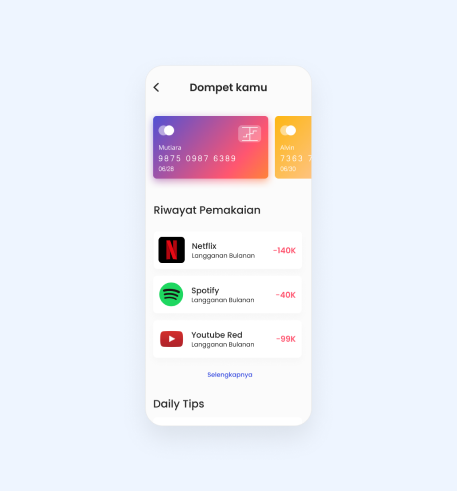 Dompet kamu
Mutiara
9875 0987 6389
06/28
Alvin
7363 7
06/30
Riwayat Pemakaian
N
Netflix
Langganan Bulanan
-140K
Spotify
Langganan Bulanan
-40K
Youtube Red
Langganan Bulanan
-99K
Selengkapnya
Daily Tips